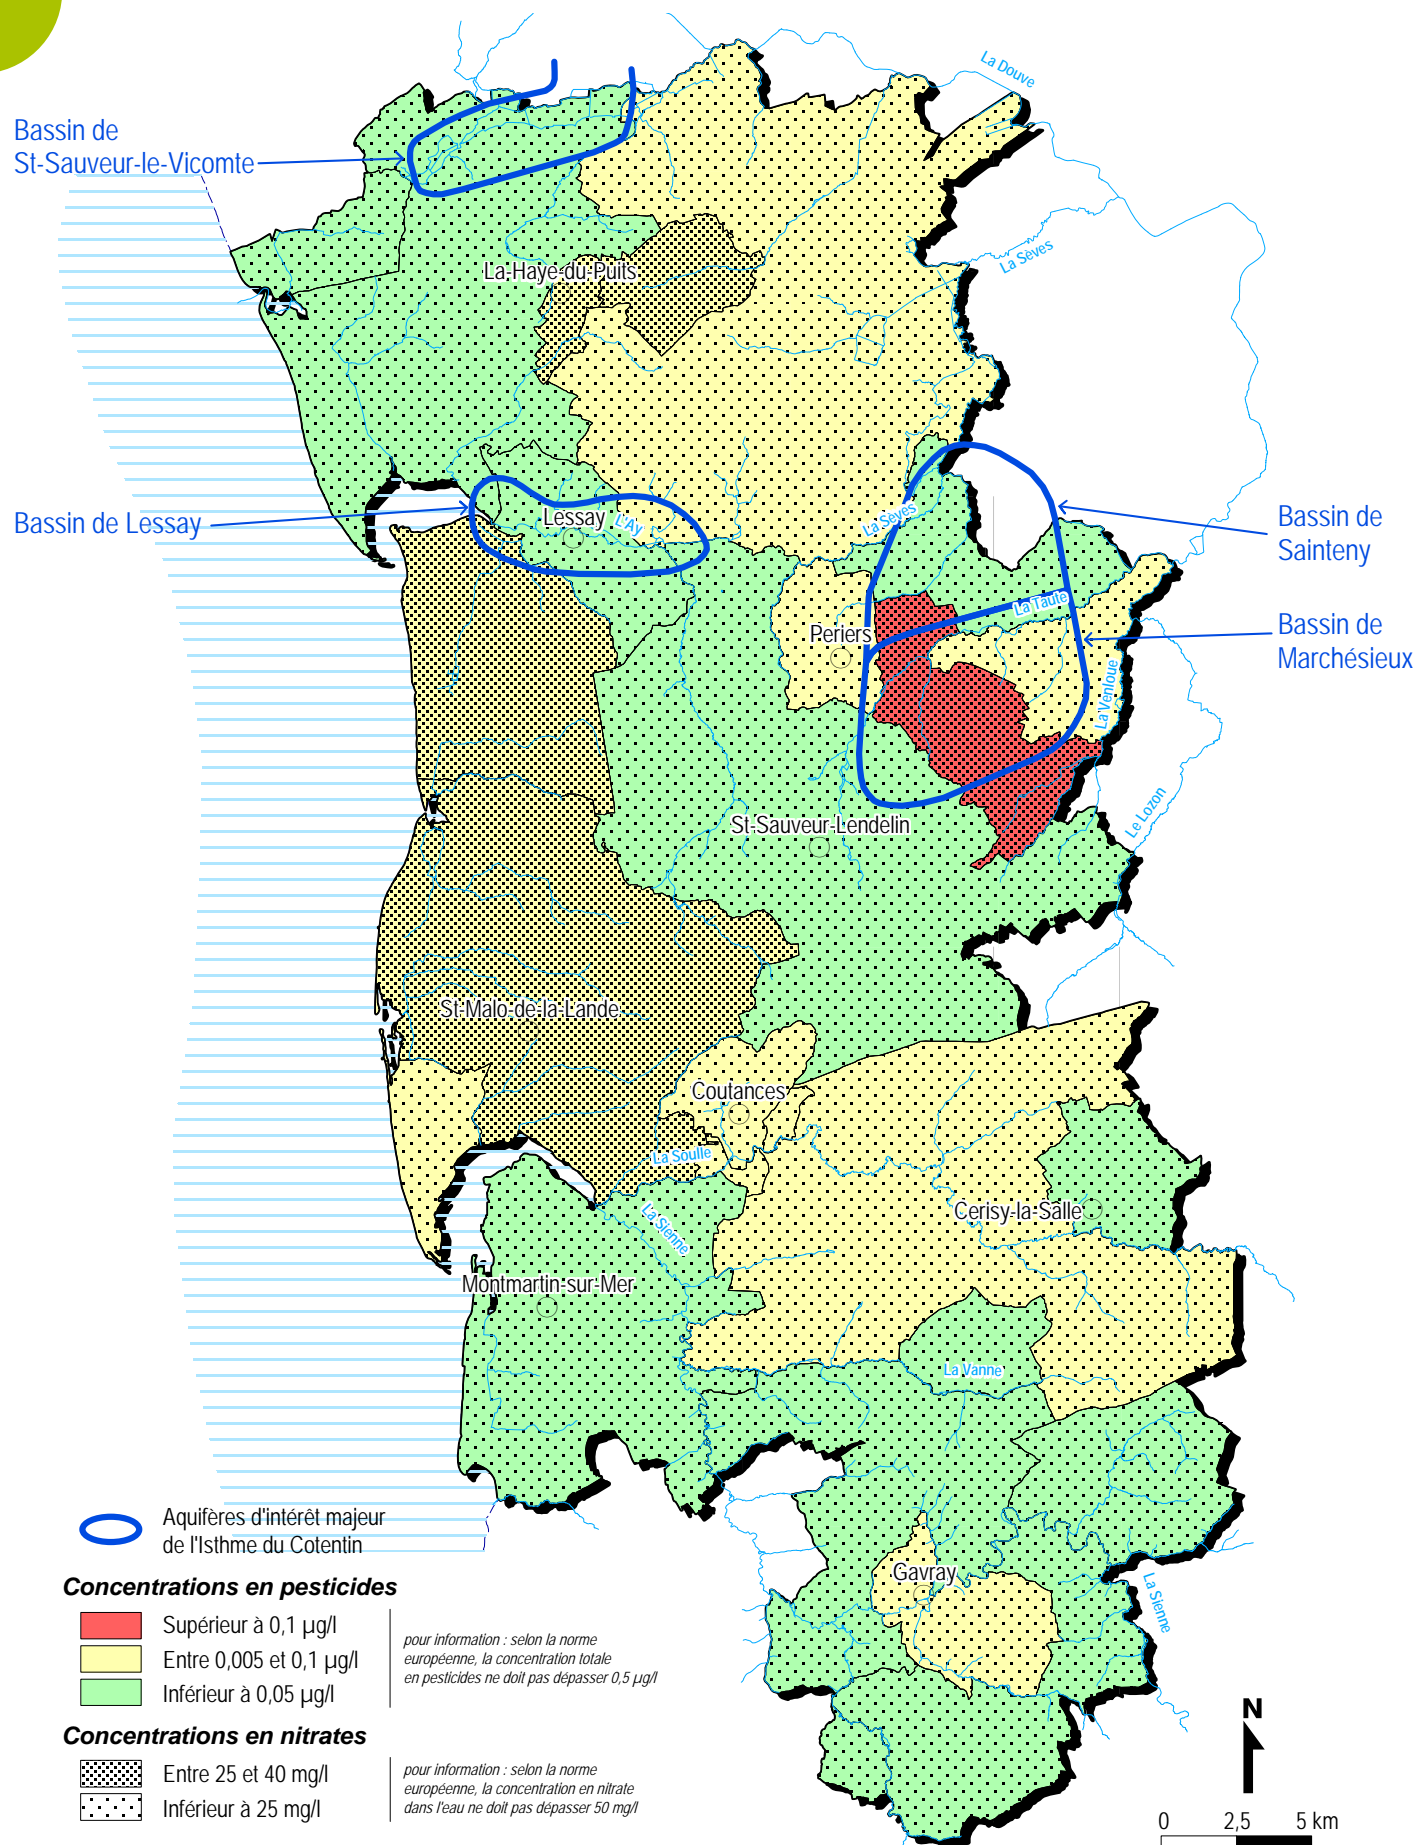 La Douve
Bassin de
St-Sauveur-le-Vicomte
La Sèves
La-Haye-du-Puits
Bassin de Lessay
Lessay
L'Ay
La Sèves
Bassin de
Sainteny
La Taute
Periers
Bassin de
Marchésieux
La Venloue
Le Lozon
St-Sauveur-Lendelin
St-Malo-de-la-Lande
Coutances
La Soulle
La Sienne
Cerisy-la-Salle
Montmartin-sur-Mer
La Vanne
Gavray
La Sienne
Aquifères d'intérêt majeur
de l'Isthme du Cotentin
Concentrations en pesticides
Supérieur à 0,1 µg/l
Entre 0,005 et 0,1 µg/l
Inférieur à 0,05 µg/l
pour information : selon la norme
européenne, la concentration totale
en pesticides ne doit pas dépasser 0,5 µg/l
Concentrations en nitrates
Entre 25 et 40 mg/l
Inférieur à 25 mg/l
pour information : selon la norme
européenne, la concentration en nitrate
dans l'eau ne doit pas dépasser 50 mg/l
N
0 2,5 5 km